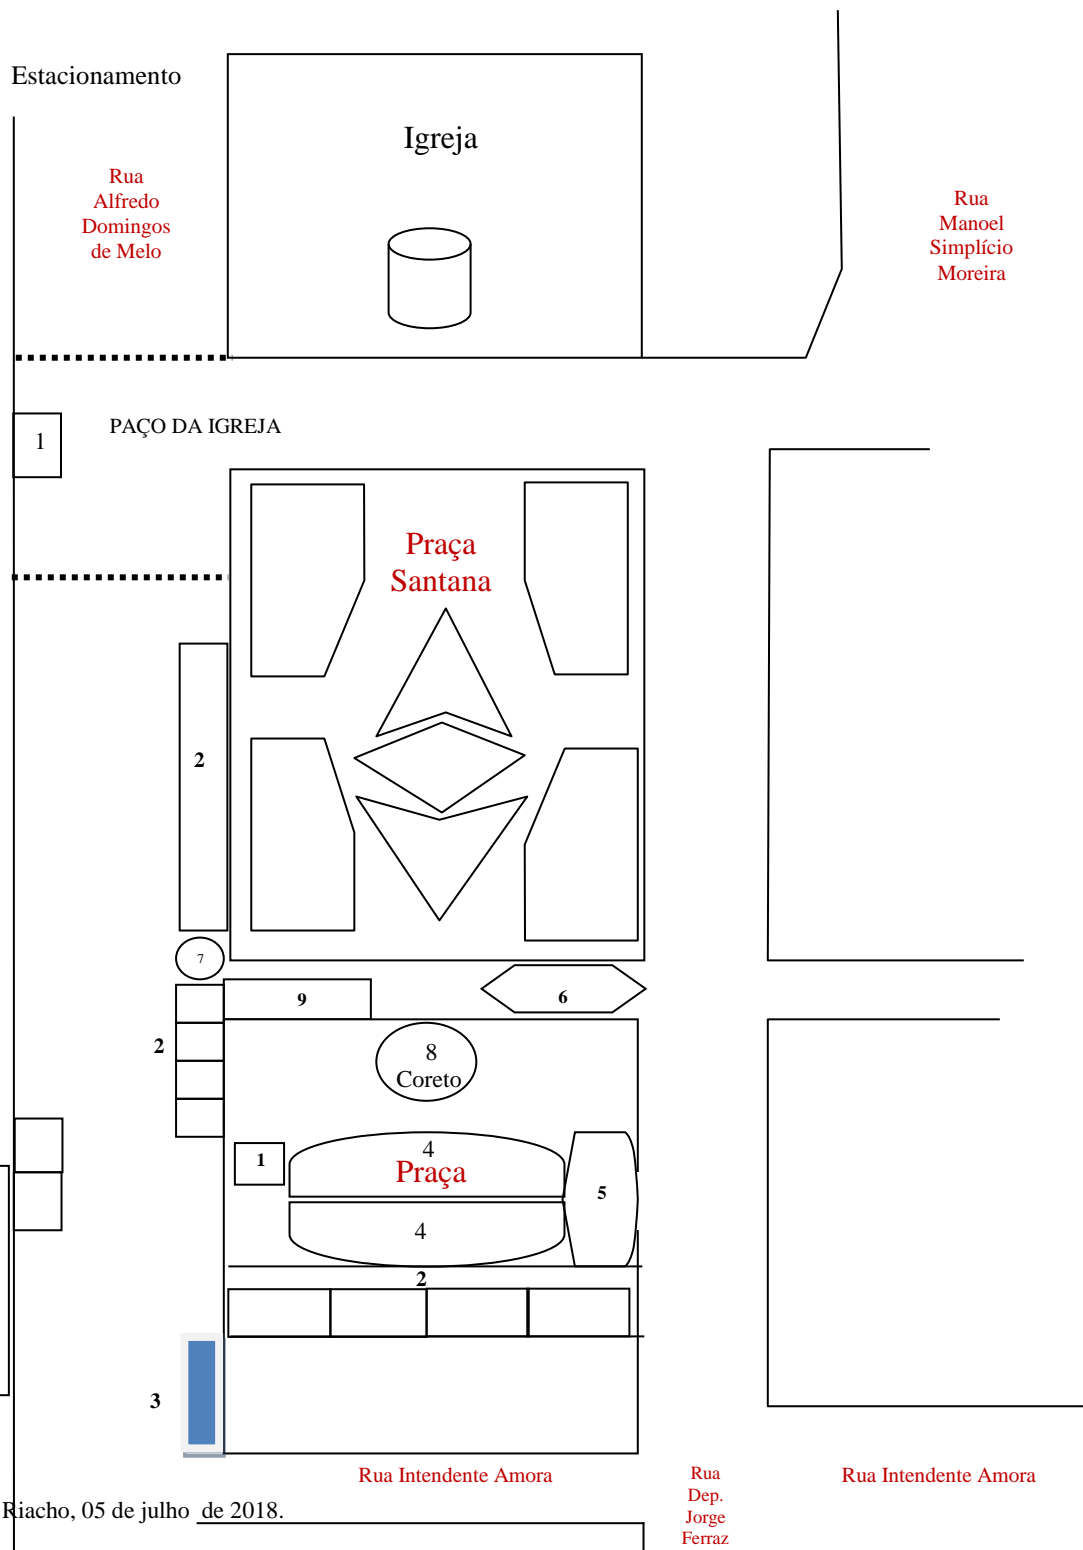 Estacionamento
Igreja
Rua
Alfredo
Domingos
de Melo
Rua
Manoel
Simplício
Moreira
1
PAÇO DA IGREJA
Praça
Santana
2
7
9
6
2
8
Coreto
4
1
Praça
5
4
2
3
Rua Intendente Amora
Rua
Dep.
Jorge
Ferraz
Rua Intendente Amora
Riacho, 05 de julho de 2018.